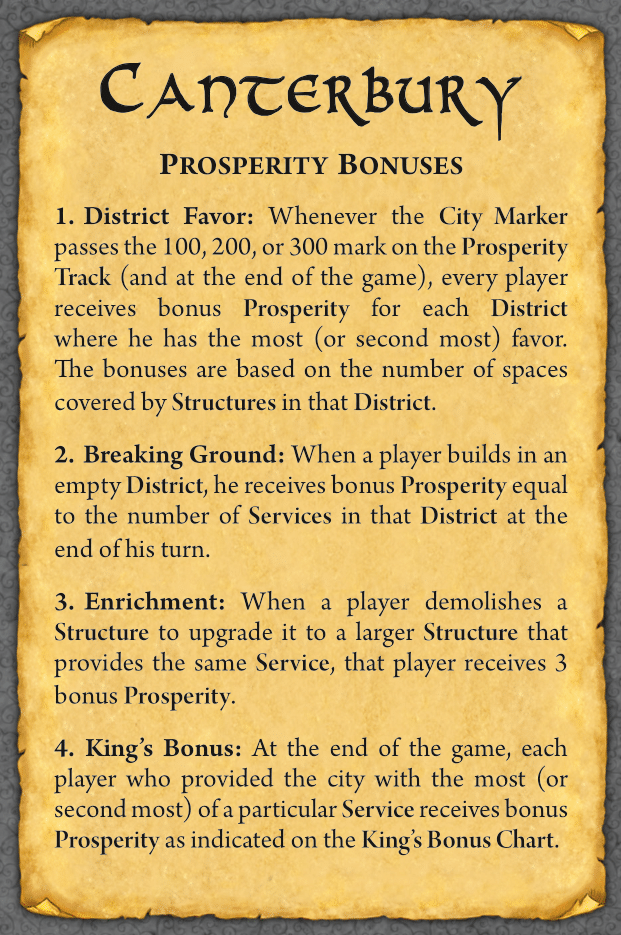 CANTERBURY
PROSPERITY BONUSES
1. District Favor: Whenever the City Marker
passes the 100, 200, or 300 mark on the Prosperity
Track (and at the end of the game), every player
receives bonus Prosperity for each District
where he has the most (or second most) favor.
The bonuses are based on the number of spaces
covered by Structures in that District.
2. Breaking Ground: When a player builds in an
empty District, he receives bonus Prosperity equal
to the number of Services in that District at the
end of his turn.
3. Enrichment: When a player demolishes a
Structure to upgrade it to a larger Structure that
provides the same Service, that player receives 3
bonus Prosperity.
4. King's Bonus: At the end of the game, each
player who provided the city with the most (or
second most) of a particular Service receives bonus
Prosperity as indicated on the King's Bonus Chart.